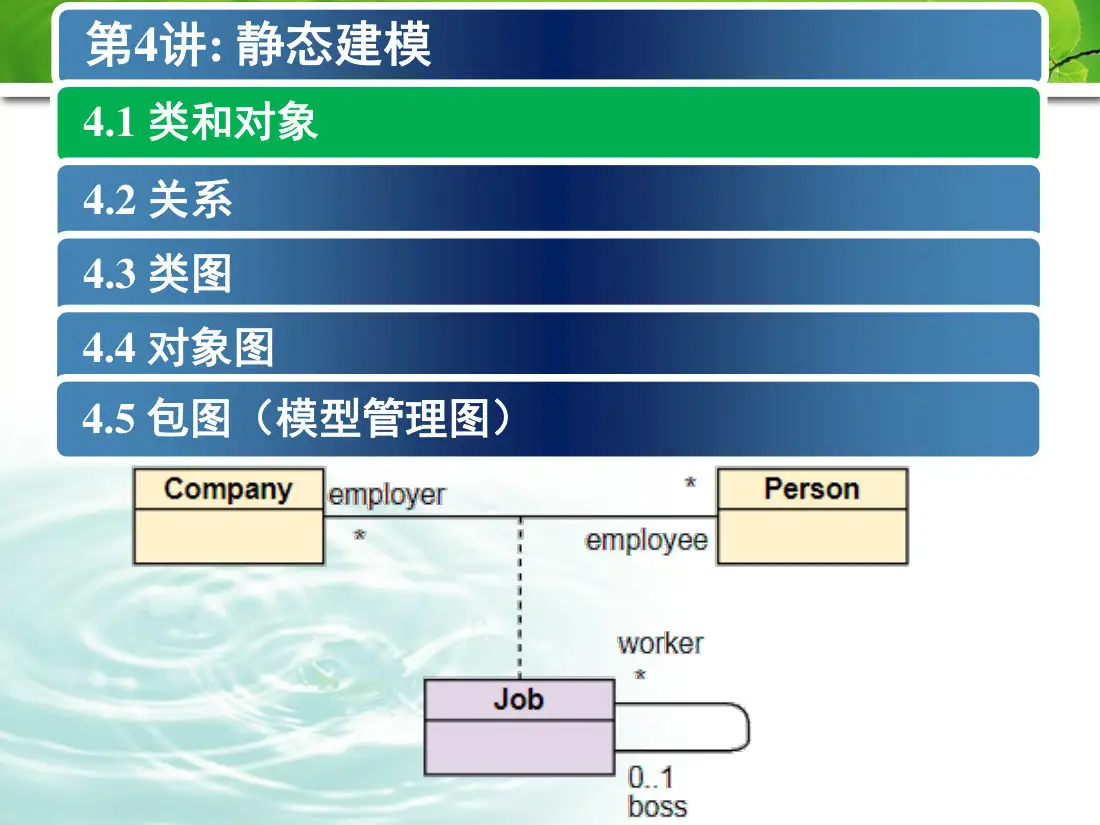 第4讲: 静态建模
4.1 类和对象
4.2 关系
4.3 类图
4.4 对象图
4.5 包图（模型管理图）
Company
employer
*
*
employee
Person
worker
*
Job
0..1
boss